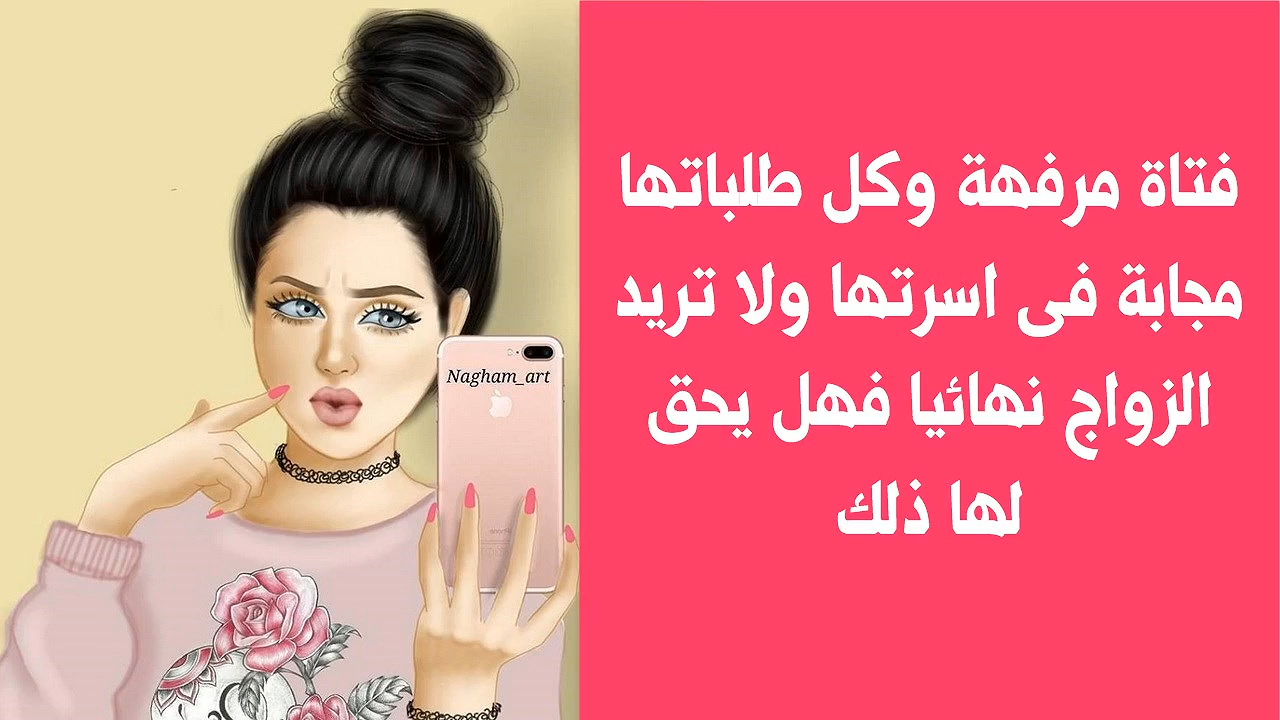 فتاة مرفهة وكل طلباتها
مجابة فى اسرتها ولا تريد
الزواج نهائيا فهل يحق
لها ذلك
Nagham_art